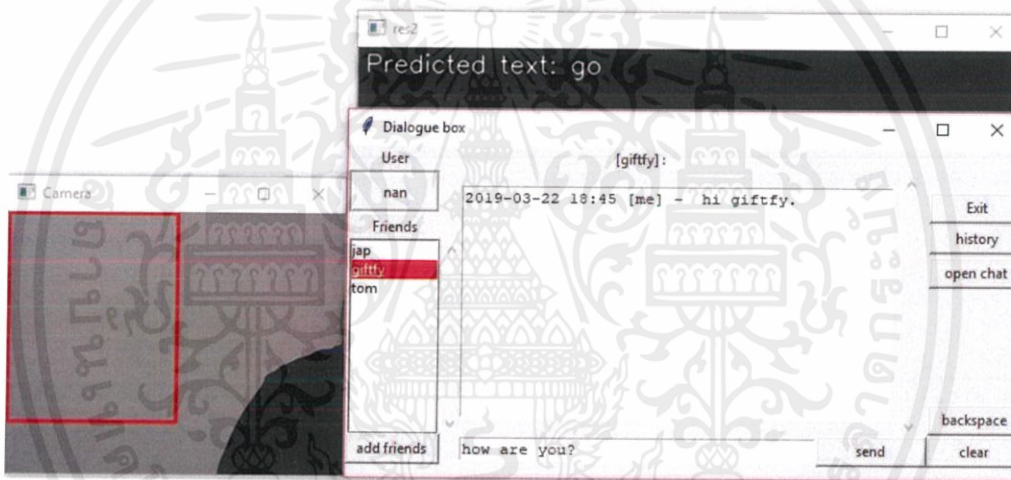 res2
Predicted text: go
Dialogue box
User
[giftfy]:
nan
2019-03-22 18:45 [me] - hi giftfy.
Camera
Friends
jap
giftfy
tom
Exit
history
open chat
backspace
add friends
how are you?
send
clear